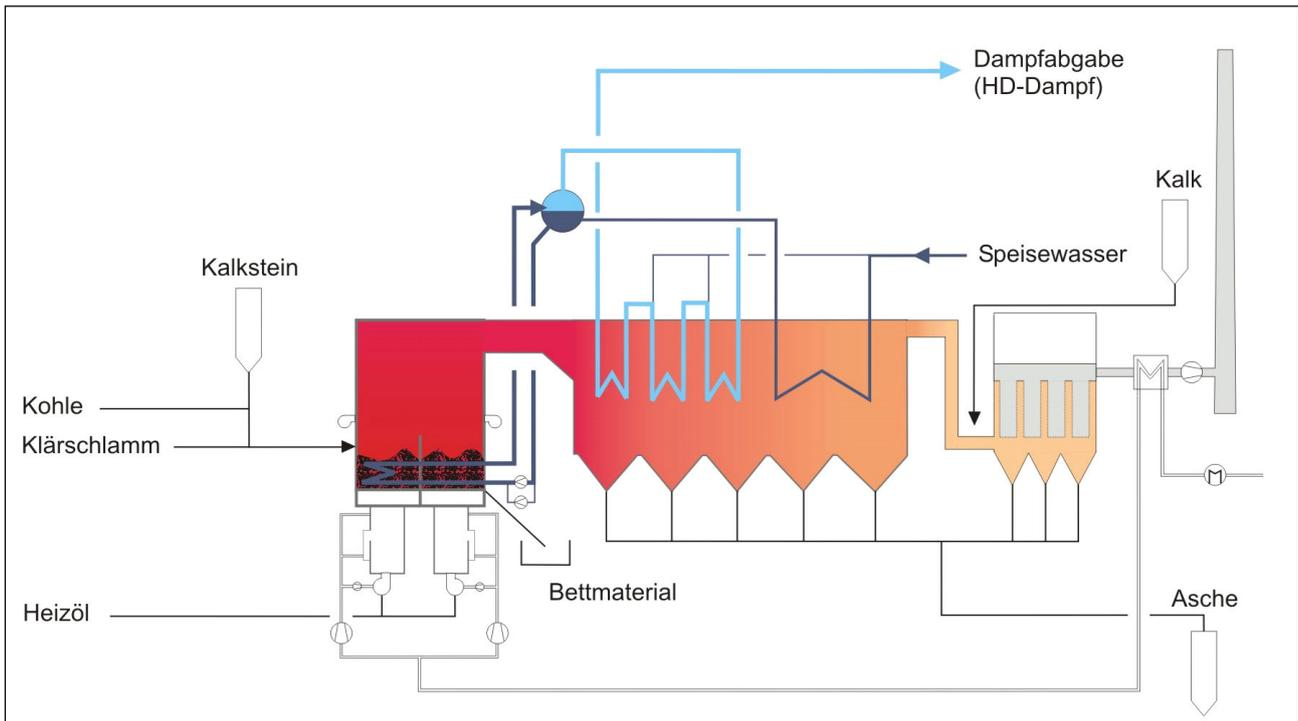 Dampfabgabe
(HD-Dampf)
Kalk
Speisewasser
Kalkstein
Kohle
Klärschlamm
Bettmaterial
Heizöl
Asche
M